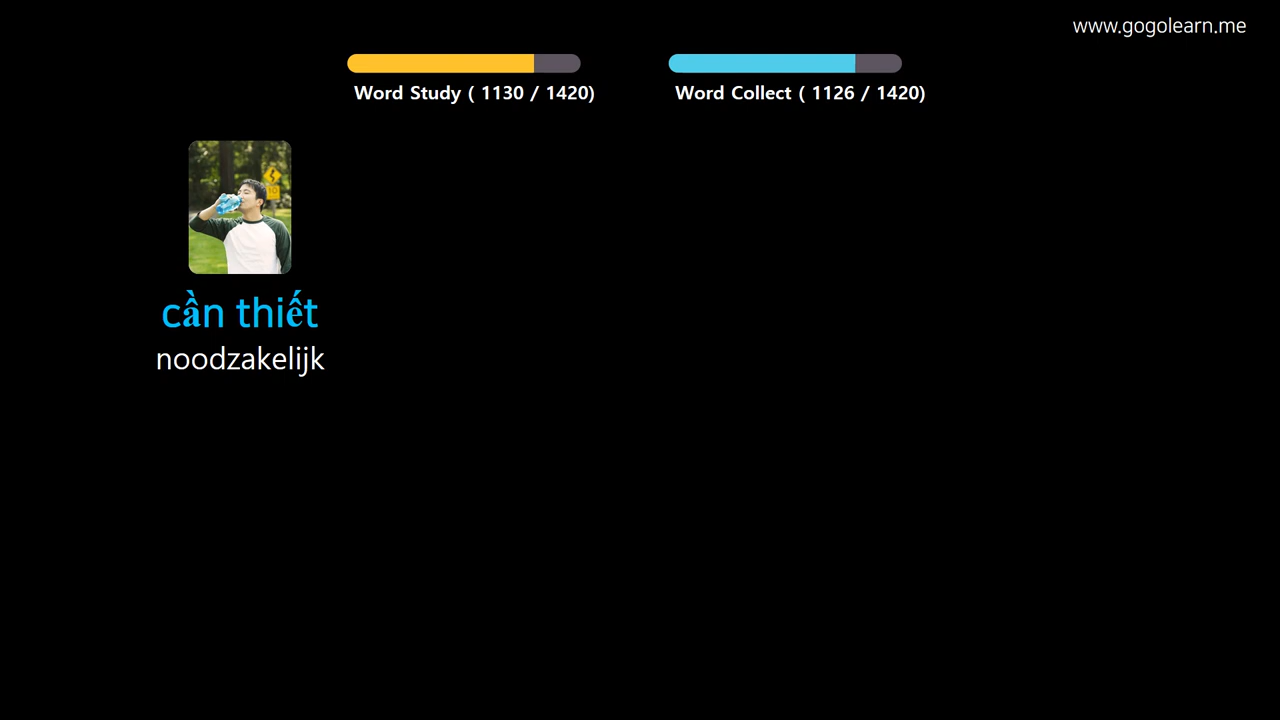 www.gogolearn.me
Word Study ( 1130 / 1420)
Word Collect ( 1126 / 1420)
cần thiết
noodzakelijk